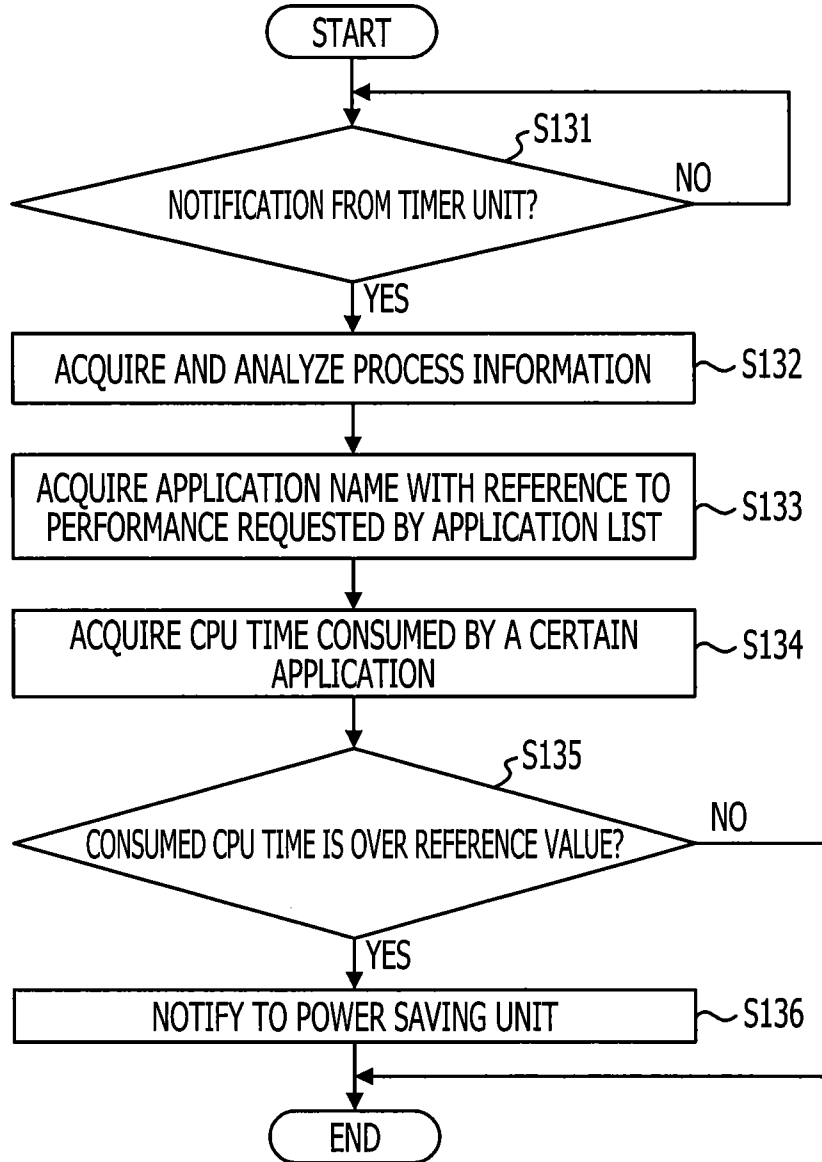 START
S131
NOTIFICATION FROM TIMER UNIT?
NO
YES
ACQUIRE AND ANALYZE PROCESS INFORMATION
S132
ACQUIRE APPLICATION NAME WITH REFERENCE TO
PERFORMANCE REQUESTED BY APPLICATION LIST
S133
ACQUIRE CPU TIME CONSUMED BY A CERTAIN
APPLICATION
S134
S135
CONSUMED CPU TIME IS OVER REFERENCE VALUE?
NO
YES
NOTIFY TO POWER SAVING UNIT
S136
END